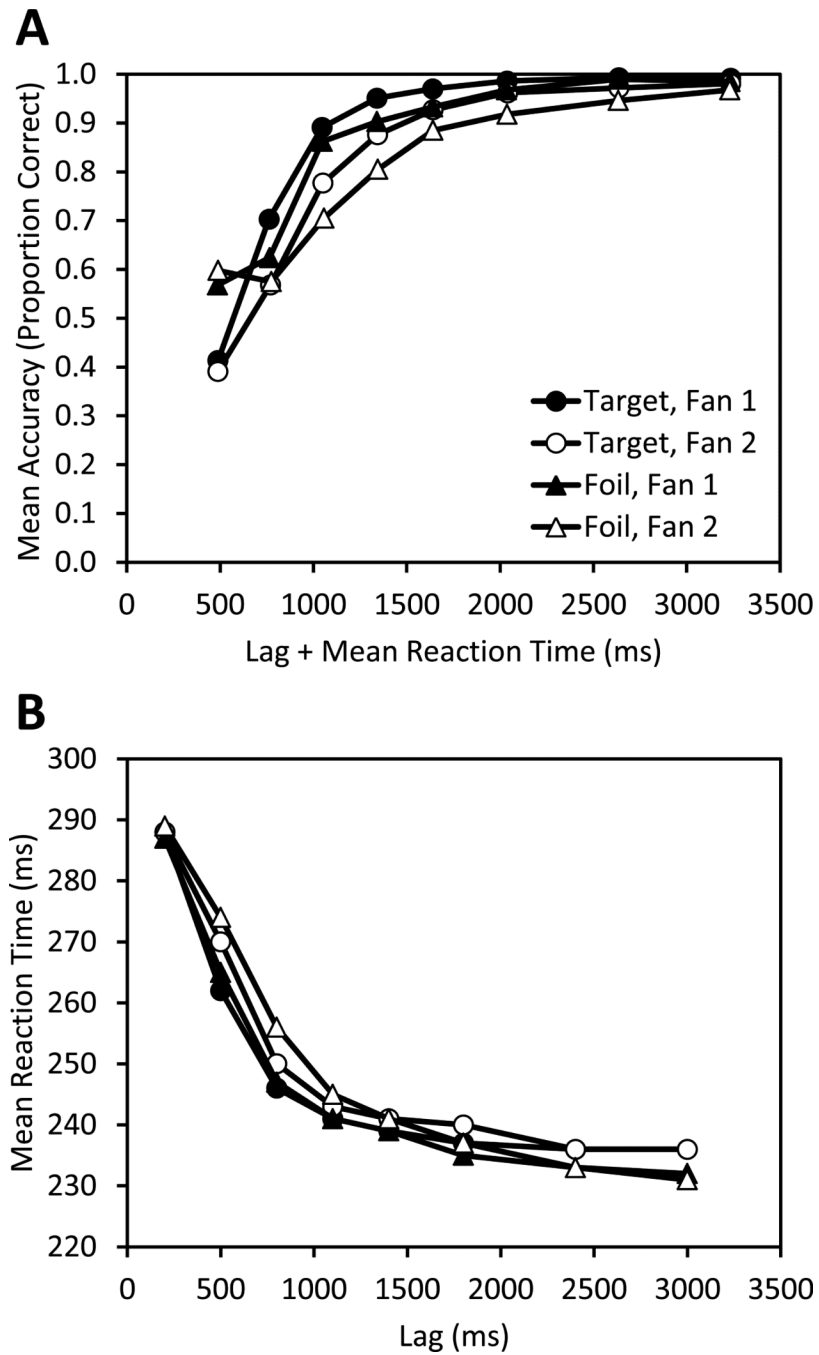 A
Mean Accuracy (Proportion Correct)
1.0
0.9
0.8
0.7
0.6
0.5
0.4
0.3
0.2
0.1
0.0
Target, Fan 1
Target, Fan 2
Foil, Fan 1
Foil, Fan 2
0 500 1000 1500 2000 2500 3000 3500
Lag + Mean Reaction Time (ms)
B
Mean Reaction Time (ms)
300
290
280
270
260
250
240
230
220
0 500 1000 1500 2000 2500 3000 3500
Lag (ms)